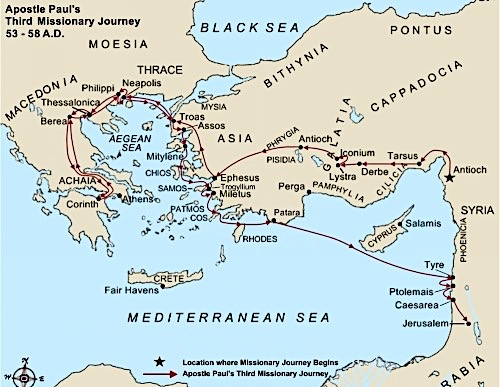 Apostle Paul's
Third Missionary Journey
53 - 58 A.D.
BLACK SEA
MOESIA
PONTUS
THRACE
BITHYNIA
MACEDONIA
Philippi
Neapolis
CAPPADOCIA
Thessalonica
MYSIA
Berea
Troas
Assos
AEGEAN
SEA
ASIA
GALATIA
PHRYGIA
Antioch
Mitylene
PISIDIA
Iconium
Tarsus
CHIOS
Lystra
Derbe
CILICIA
Antioch
ACHAIA
Ephesus
SAMOS
Trogyllium
Miletus
Perga
PAMPHYLIA
Athens
Corinth
PATMOS
COS
Patara
SYRIA
Salamis
CYPRUS
PHOENICIA
RHODES
Tyre
CRETE
Fair Havens
Ptolemais
Caesarea
MEDITERRANEAN SEA
Jerusalem
ARABIA
N
Location where Missionary Journey Begins
Apostle Paul's Third Missionary Journey